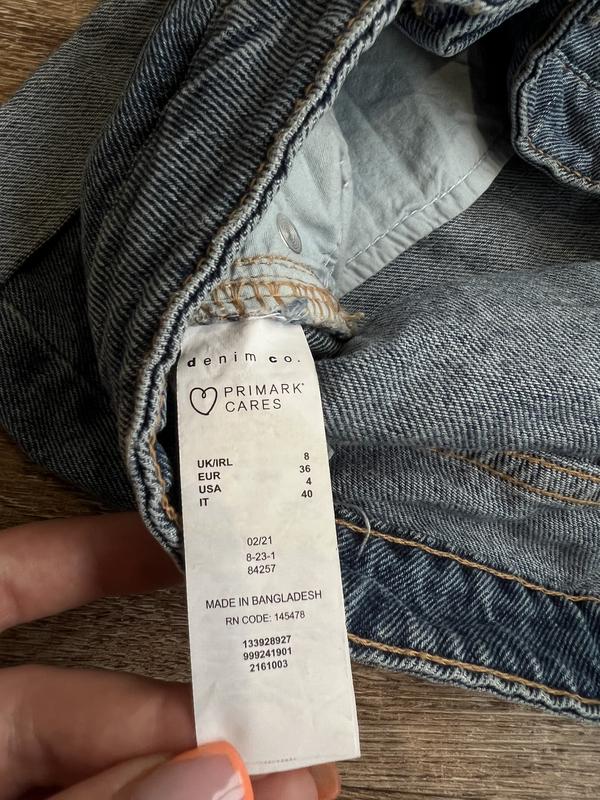 denim co.
PRIMARK®
CARES
UK/IRL 8
EUR 36
USA 4
IT 40
02/21
8-23-1
84257
MADE IN BANGLADESH
RN CODE: 145478
133928927
999241901
2161003